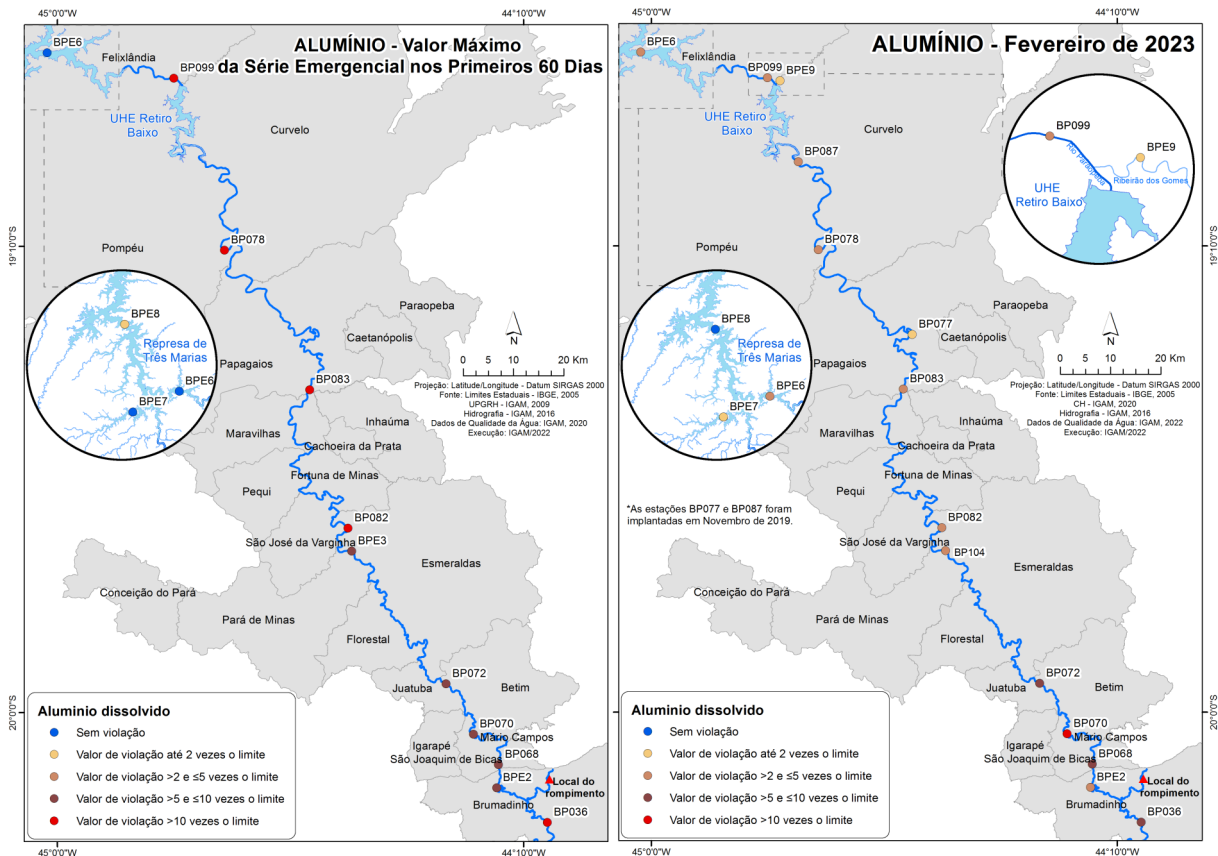 45°0'0"W
44°10'0"W
ALUMÍNIO - Valor Máximo
da Série Emergencial nos Primeiros 60 Dias
BPE6
Felixlândia
BP099
UHE Retiro
Baixo
Curvelo
19°10'0"S
Pompéu
BP078
BPE8
Represa de
Três Marias
BPE6
BPE7
Paraopeba
Caetanópolis
Papagaios
N
0 5 10 20 Km
Projeção: Latitude/Longitude - Datum SIRGAS 2000
Fonte: Limites Estaduais - IBGE, 2005
UPGRH - IGAM, 2009
Hidrografia - IGAM, 2016
Dados de Qualidade da Água: IGAM, 2020
Execução: IGAM/2022
BP083
Inhaúma
Maravilhas
Cachoeira da Prata
Fortuna de Minas
Pequi
BP082
São José da Varginha
BPE3
Esmeraldas
Conceição do Pará
Pará de Minas
Florestal
BP072
Juatuba
Betim
20°0'0"S
BP070
Mário Campos
Igarapé
São Joaquim de Bicas
BP068
BPE2
Local do
rompimento
Brumadinho
BP036
Aluminio dissolvido
Sem violação
Valor de violação até 2 vezes o limite
Valor de violação >2 e ≤5 vezes o limite
Valor de violação >5 e ≤10 vezes o limite
Valor de violação >10 vezes o limite
45°0'0"W
44°10'0"W
45°0'0"W
44°10'0"W
ALUMÍNIO - Fevereiro de 2023
BPE6
Felixlândia
BP099
BPE9
UHE Retiro
Baixo
Curvelo
BP087
BP099
BPE9
Rio Paraopeba
Ribeirão dos Gomes
UHE
Retiro Baixo
19°10'0"S
Pompéu
BP078
BPE8
Represa de
Três Marias
BPE6
BPE7
Paraopeba
BP077
Caetanópolis
Papagaios
N
0 5 10 20 Km
Projeção: Latitude/Longitude - Datum SIRGAS 2000
Fonte: Limites Estaduais - IBGE, 2005
CH - IGAM, 2020
Hidrografia - IGAM, 2016
Dados de Qualidade da Água: IGAM, 2022
Execução: IGAM/2022
BP083
Inhaúma
Maravilhas
Cachoeira da Prata
Fortuna de Minas
Pequi
*As estações BP077 e BP087 foram
implantadas em Novembro de 2019.
BP082
São José da Varginha
BP104
Esmeraldas
Conceição do Pará
Pará de Minas
Florestal
BP072
Juatuba
Betim
20°0'0"S
BP070
Mário Campos
Igarapé
São Joaquim de Bicas
BP068
BPE2
Local do
rompimento
Brumadinho
BP036
Aluminio dissolvido
Sem violação
Valor de violação até 2 vezes o limite
Valor de violação >2 e ≤5 vezes o limite
Valor de violação >5 e ≤10 vezes o limite
Valor de violação >10 vezes o limite
45°0'0"W
44°10'0"W